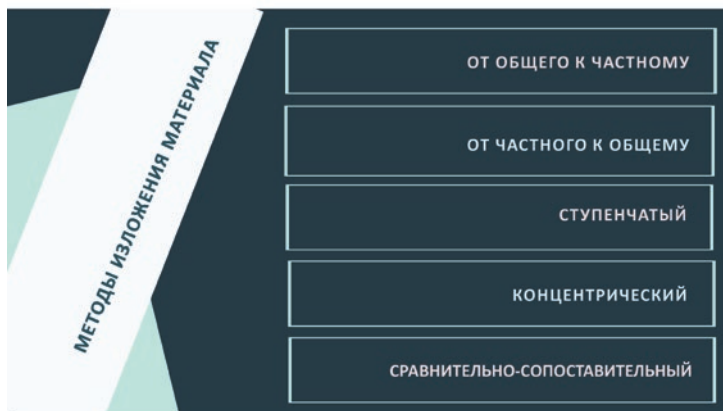 МЕТОДЫ ИЗЛОЖЕНИЯ МАТЕРИАЛА
ОТ ОБЩЕГО К ЧАСТНОМУ
ОТ ЧАСТНОГО К ОБЩЕМУ
СТУПЕНЧАТЫЙ
КОНЦЕНТРИЧЕСКИЙ
СРАВНИТЕЛЬНО-СОПОСТАВИТЕЛЬНЫЙ